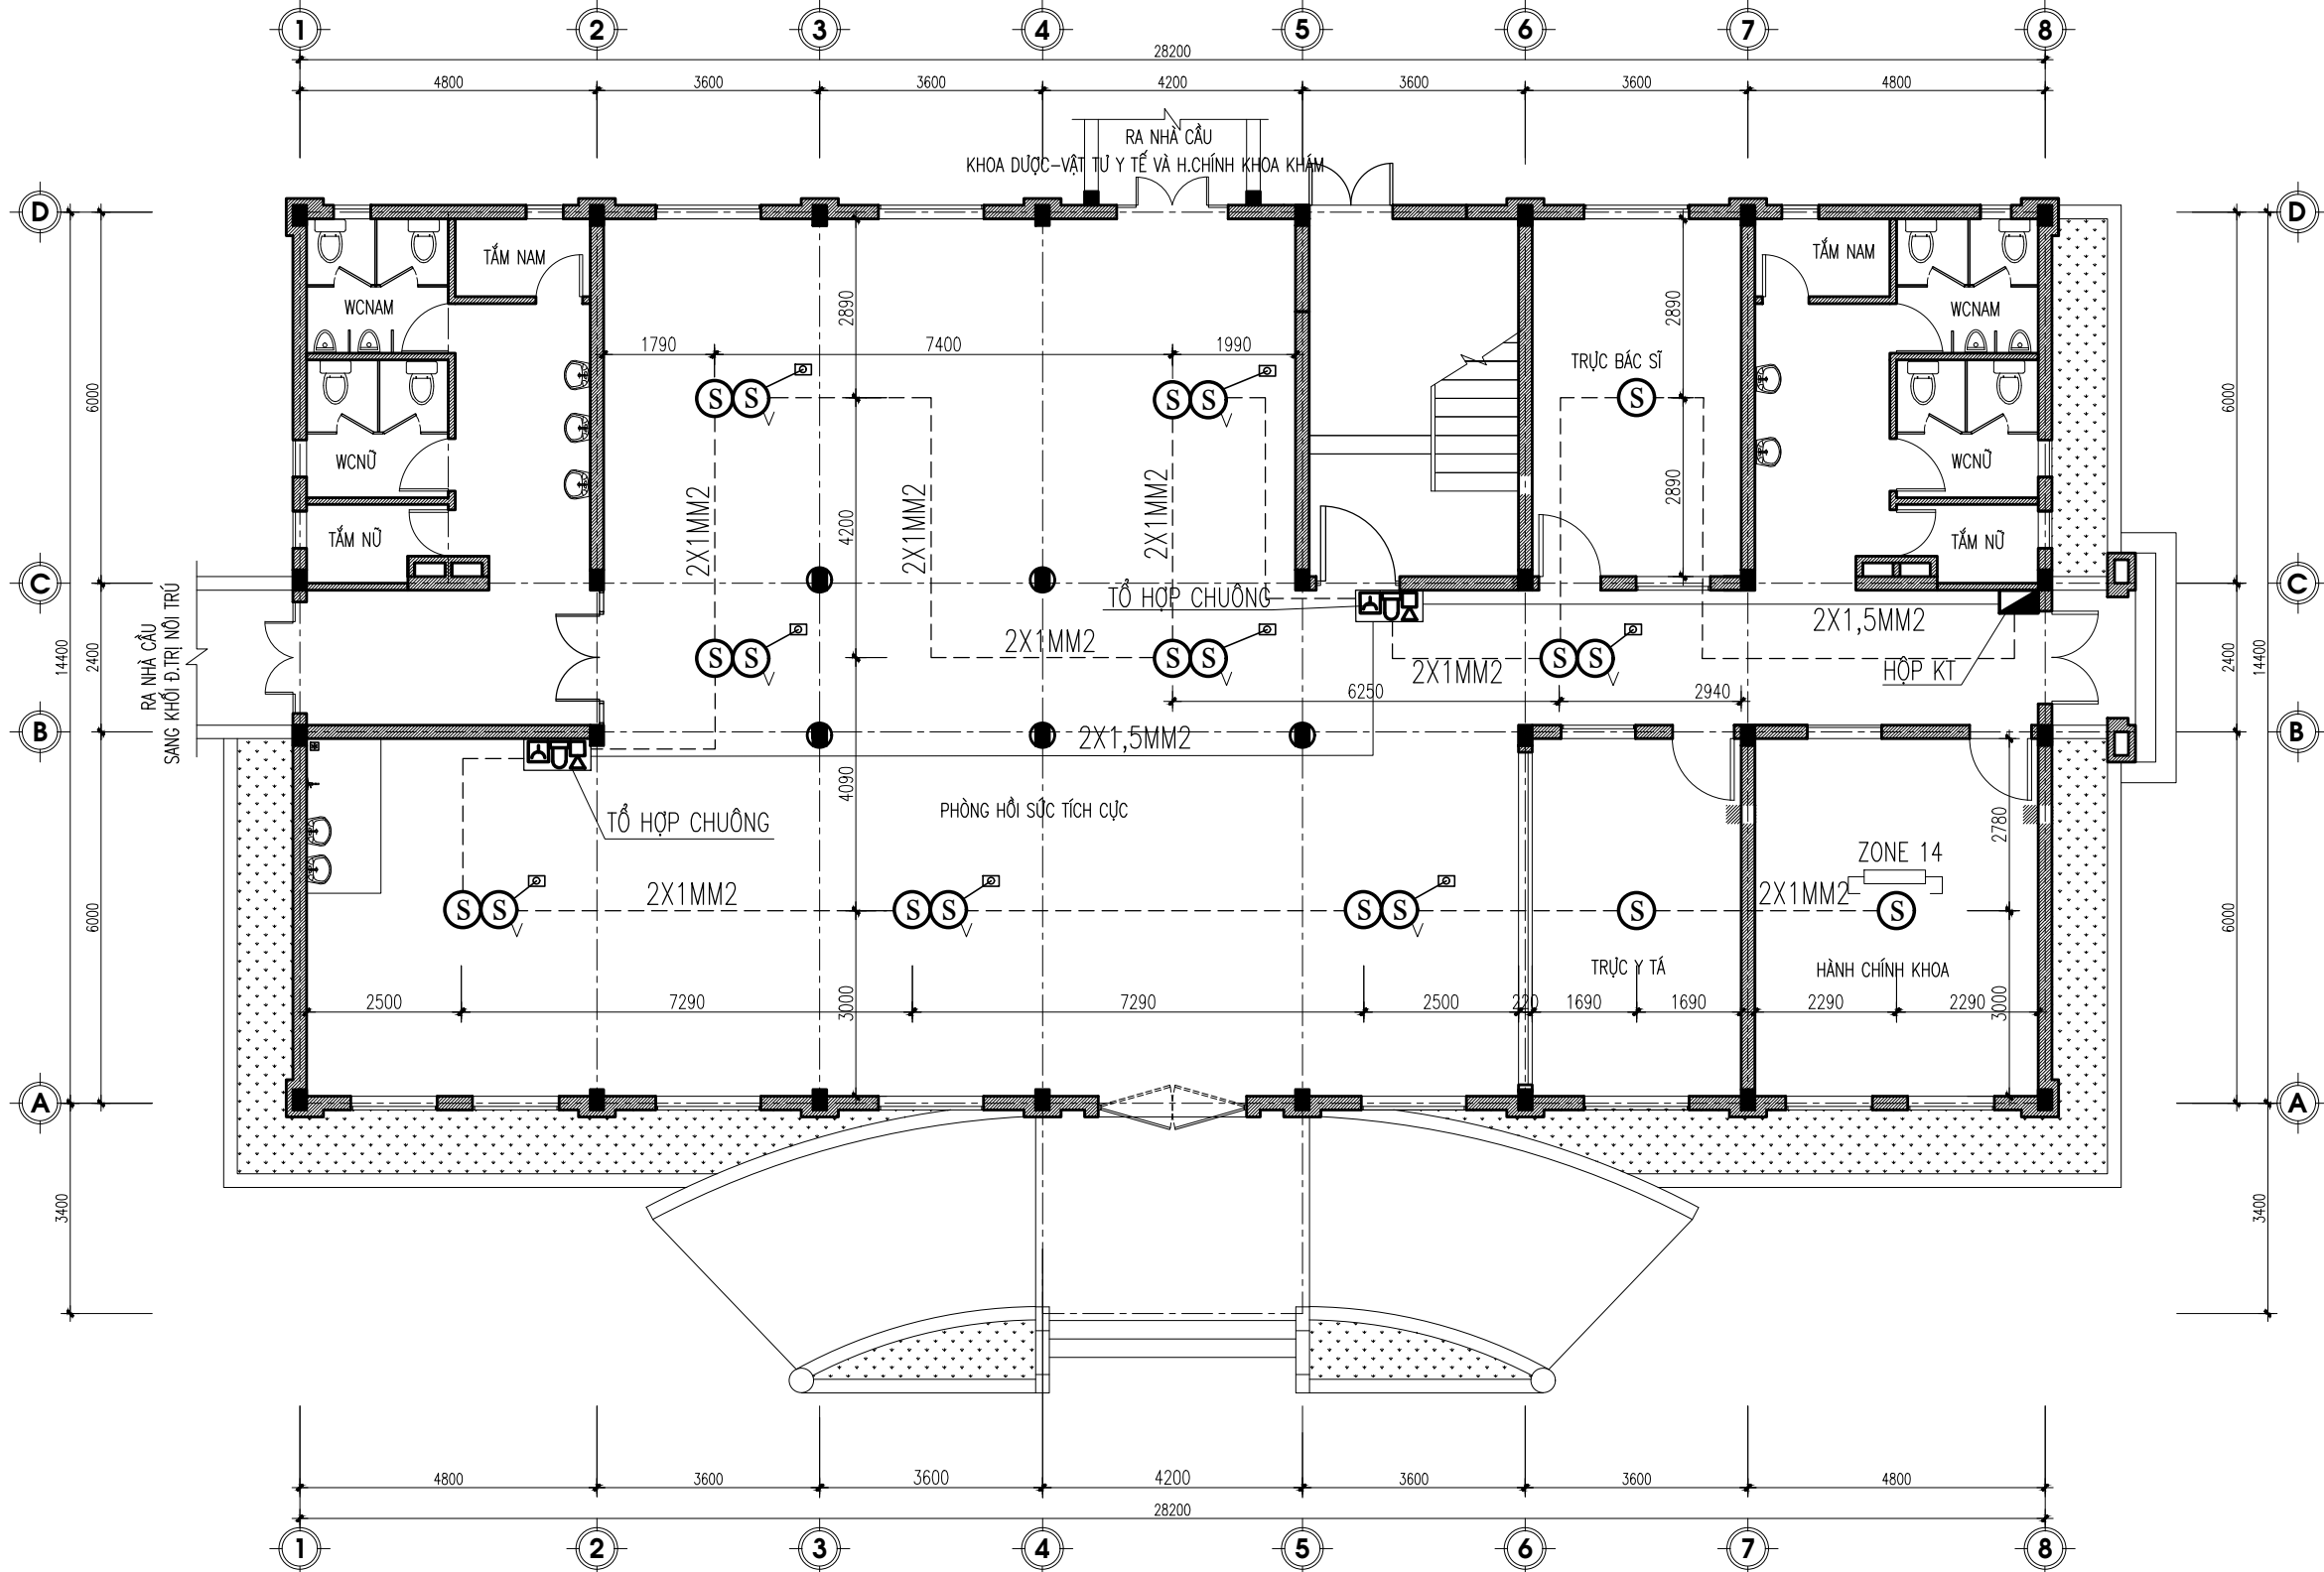 1 2 3 4 5 6 7 8
28200
4800 3600 3600 4200 3600 3600 4800
RA NHÀ CẦU
KHOA DƯỢC-VẬT TƯ Y TẾ VÀ H.CHÍNH KHOA KHÁM
D D
TẮM NAM TẮM NAM
WCNAM WCNAM
2890 2890
1790 7400 1990
TRỰC BÁC SĨ
S S V S S V S
6000 6000
WCNỮ WCNỮ
2X1MM2 2X1MM2 2X1MM2 2890
4200
TẮM NỮ TẮM NỮ
C C
TỔ HỢP CHUÔNG
2X1,5MM2
RA NHÀ CẦU
SANG KHỐI Đ.TRỊ NỘI TRÚ
14400 2400 2400 14400
2X1MM2
S S V S S V S S V
2X1MM2
HỘP KT
6250 2940
B B
2X1,5MM2
4090
PHÒNG HỒI SỨC TÍCH CỰC
TỔ HỢP CHUÔNG
2780
ZONE 14
2X1MM2 2X1MM2
S S V S S V S S V S S
6000 6000
TRỰC Y TÁ HÀNH CHÍNH KHOA
2500 7290 3000 7290 2500 220 1690 1690 2290 2290 3000
A A
3400 3400
4800 3600 3600 4200 3600 3600 4800
28200
1 2 3 4 5 6 7 8